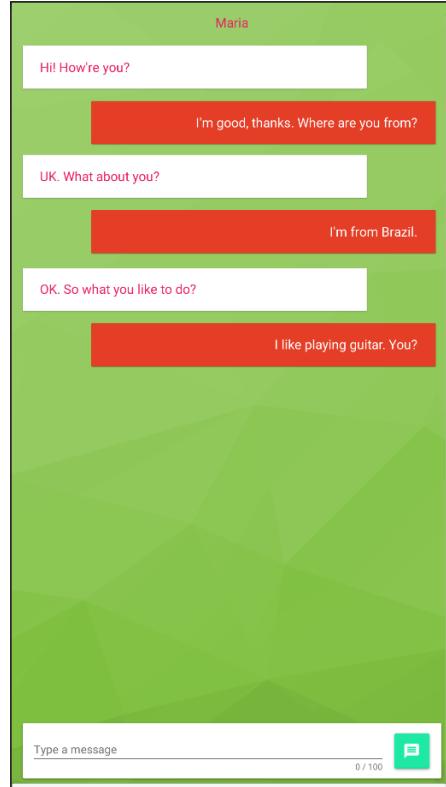 Maria
Hi! How're you?
I'm good, thanks. Where are you from?
UK. What about you?
I'm from Brazil.
OK. So what you like to do?
I like playing guitar. You?
Type a message
0 / 100